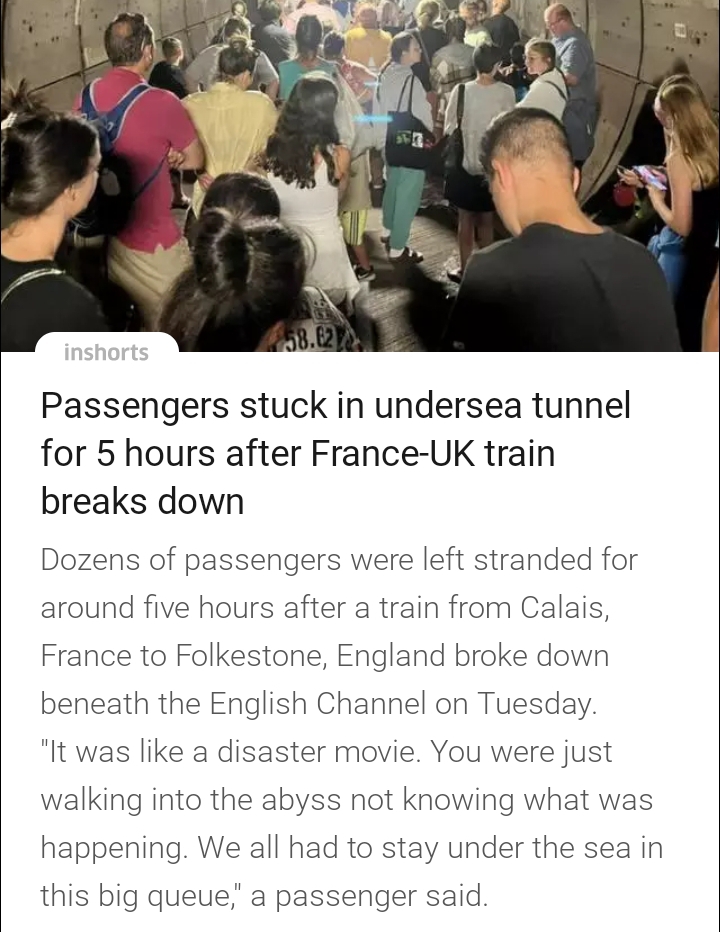 58.62
inshorts
Passengers stuck in undersea tunnel
for 5 hours after France-UK train
breaks down
Dozens of passengers were left stranded for
around five hours after a train from Calais,
France to Folkestone, England broke down
beneath the English Channel on Tuesday.
"It was like a disaster movie. You were just
walking into the abyss not knowing what was
happening. We all had to stay under the sea in
this big queue," a passenger said.